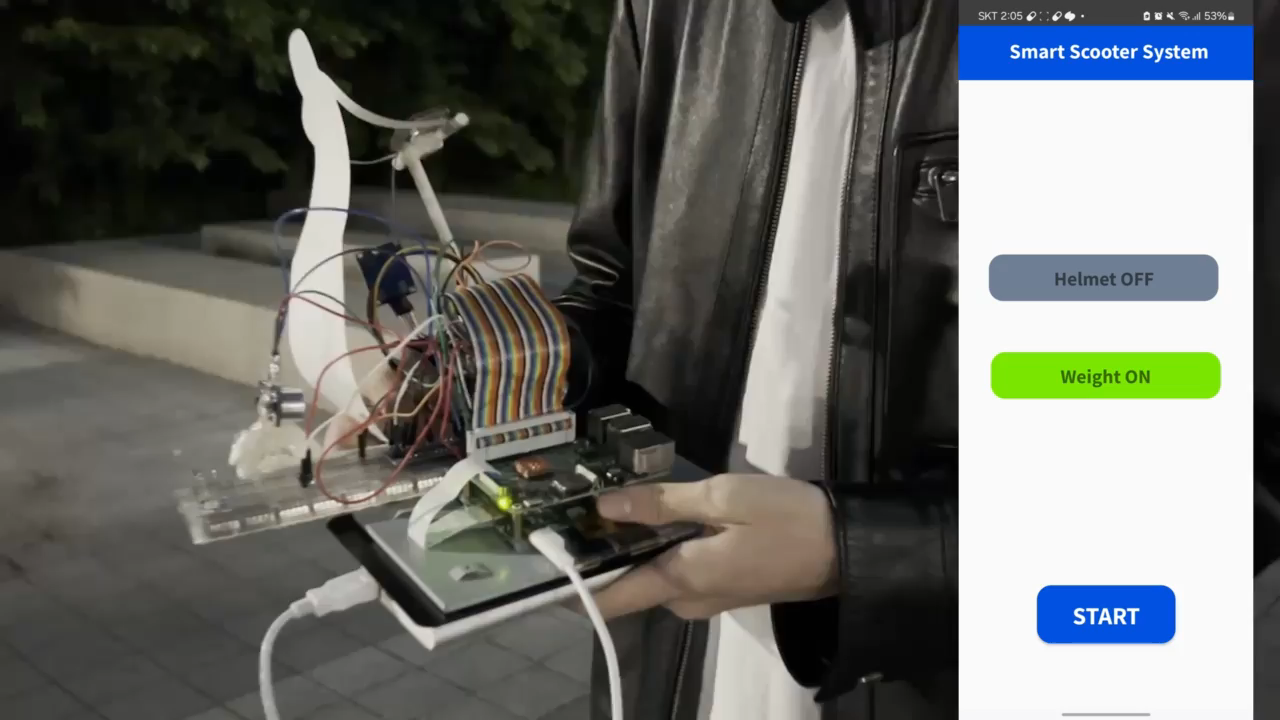 SKT 2:05
53%
Smart Scooter System
Helmet OFF
Weight ON
START